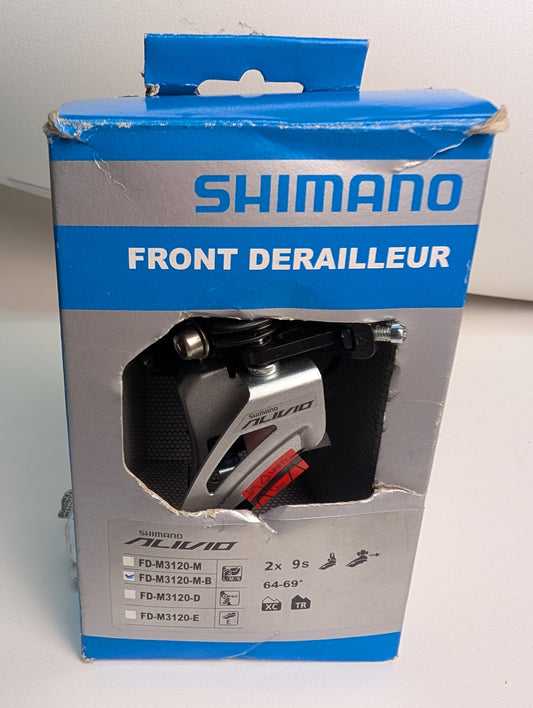 SHIMANO
FRONT DERAILLEUR
SHIMANO
ALIVIO
SHIMANO
ALIVIO
FD-M3120-M
FD-M3120-M-B
FD-M3120-D
FD-M3120-E
2x 9s
64-69°
XC TR